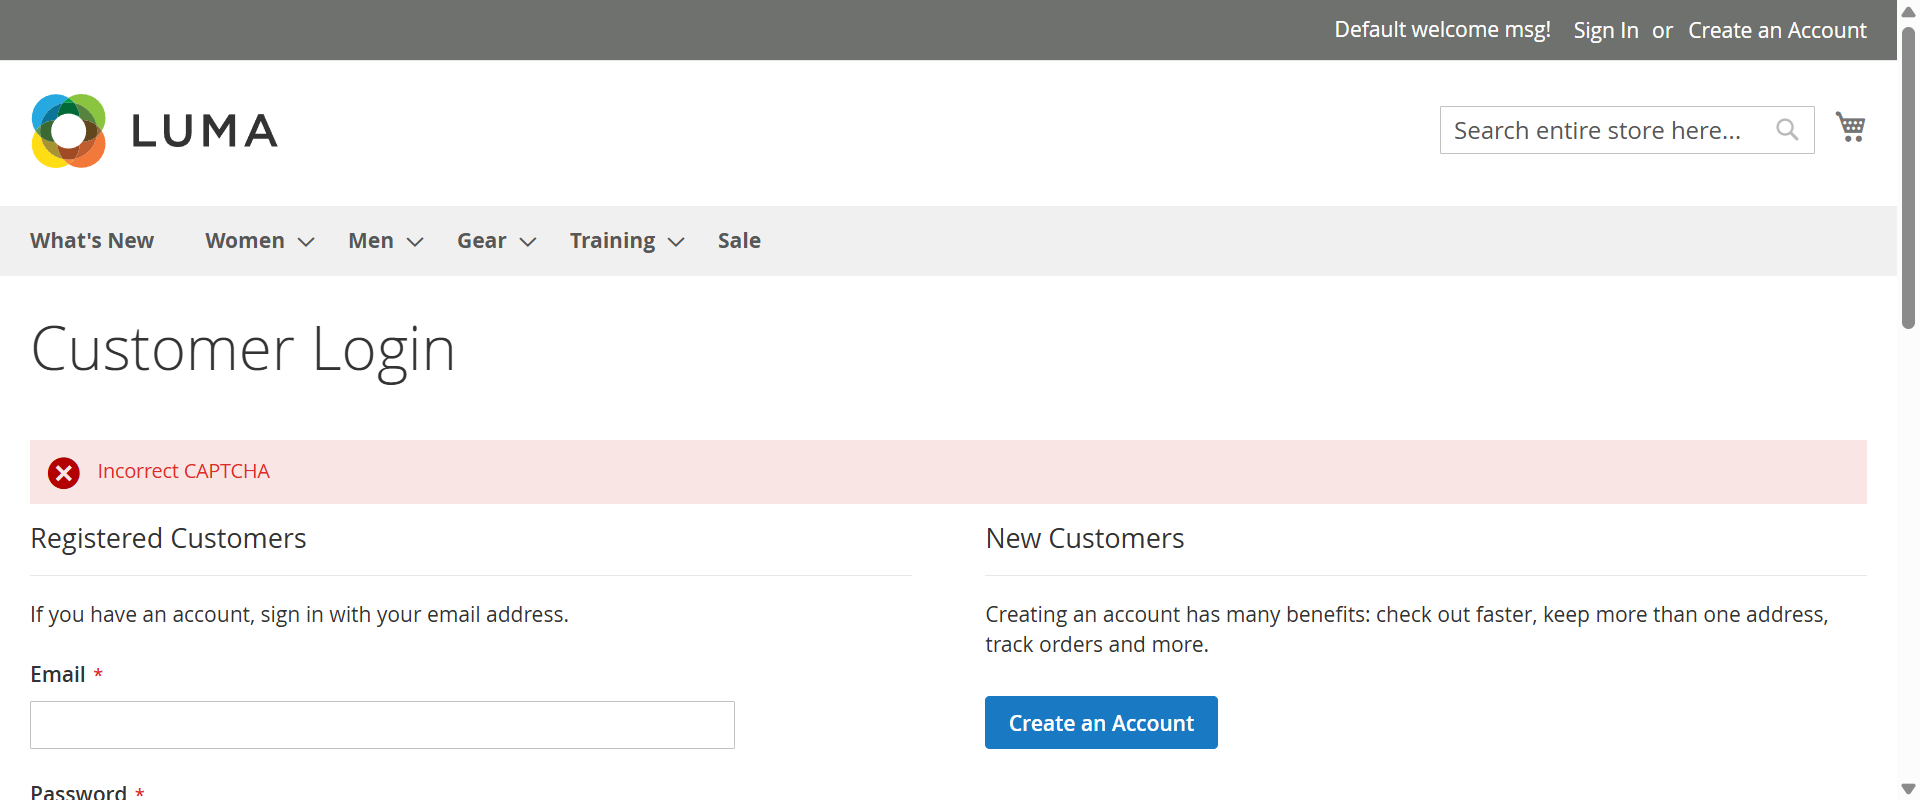 Default welcome msg! Sign In or Create an Account
LUMA
Search entire store here...
What's New Women Men Gear Training Sale
Customer Login
Incorrect CAPTCHA
Registered Customers
If you have an account, sign in with your email address.
Email *
Password *
New Customers
Creating an account has many benefits: check out faster, keep more than one address,
track orders and more.
Create an Account